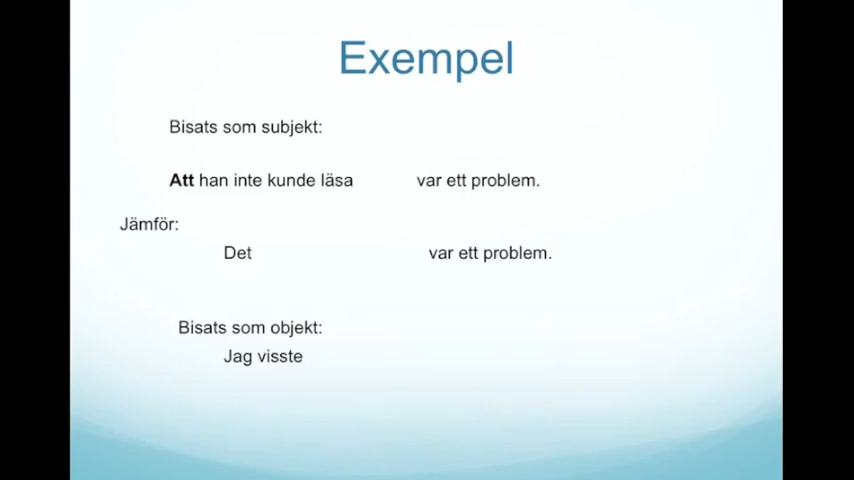 Exempel
Bisats som subjekt:
Att han inte kunde läsa var ett problem.
Jämför:
Det var ett problem.
Bisats som objekt:
Jag visste